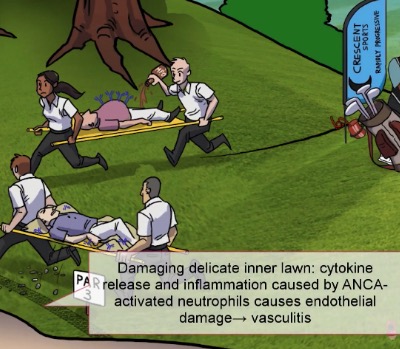 CRESCENT
SPORTS
RAPIDLY PROGRESSIVE
PAR
3
Damaging delicate inner lawn: cytokine
release and inflammation caused by ANCA-
activated neutrophils causes endothelial
damage→ vasculitis